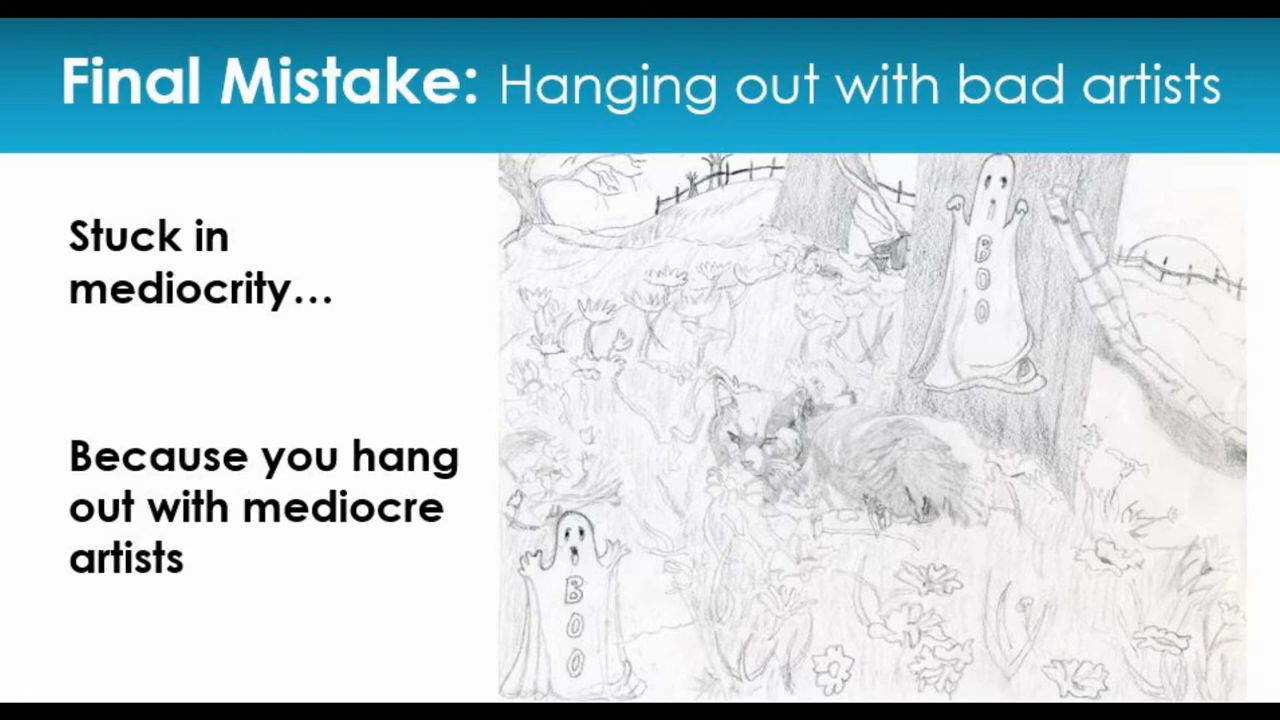 Final Mistake: Hanging out with bad artists
Stuck in
mediocrity...
Because you hang
out with mediocre
artists
BOO
BOO